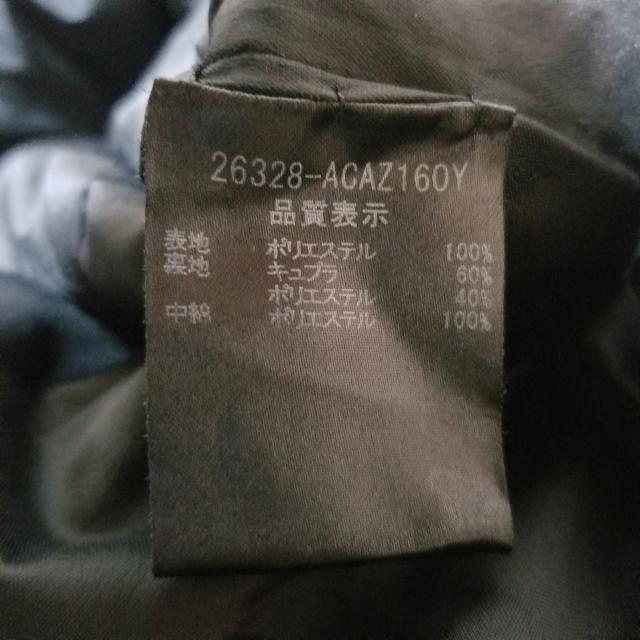 26328-ACAZ160Y
品質表示
表地 ポリエステル 100%
裏地 キュプラ 60%
ポリエステル 40%
中綿 ポリエステル 100%